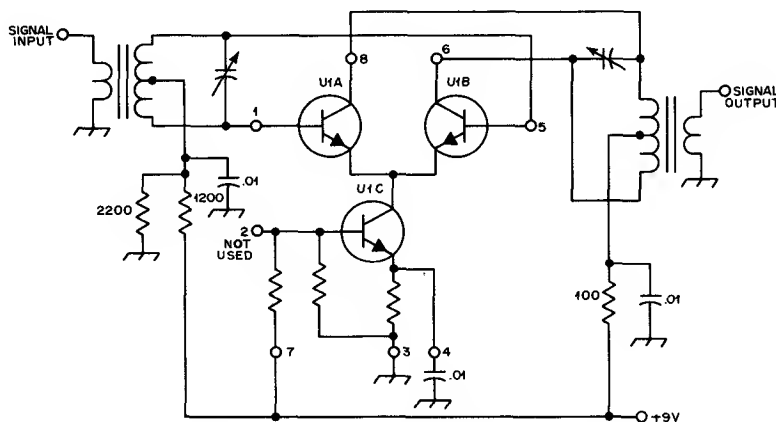 SIGNAL
INPUT
8
6
U1A
U1B
SIGNAL
OUTPUT
1
5
.01
U1C
2200
1200
2
NOT
USED
100
.01
7
3
4
.01
+9V